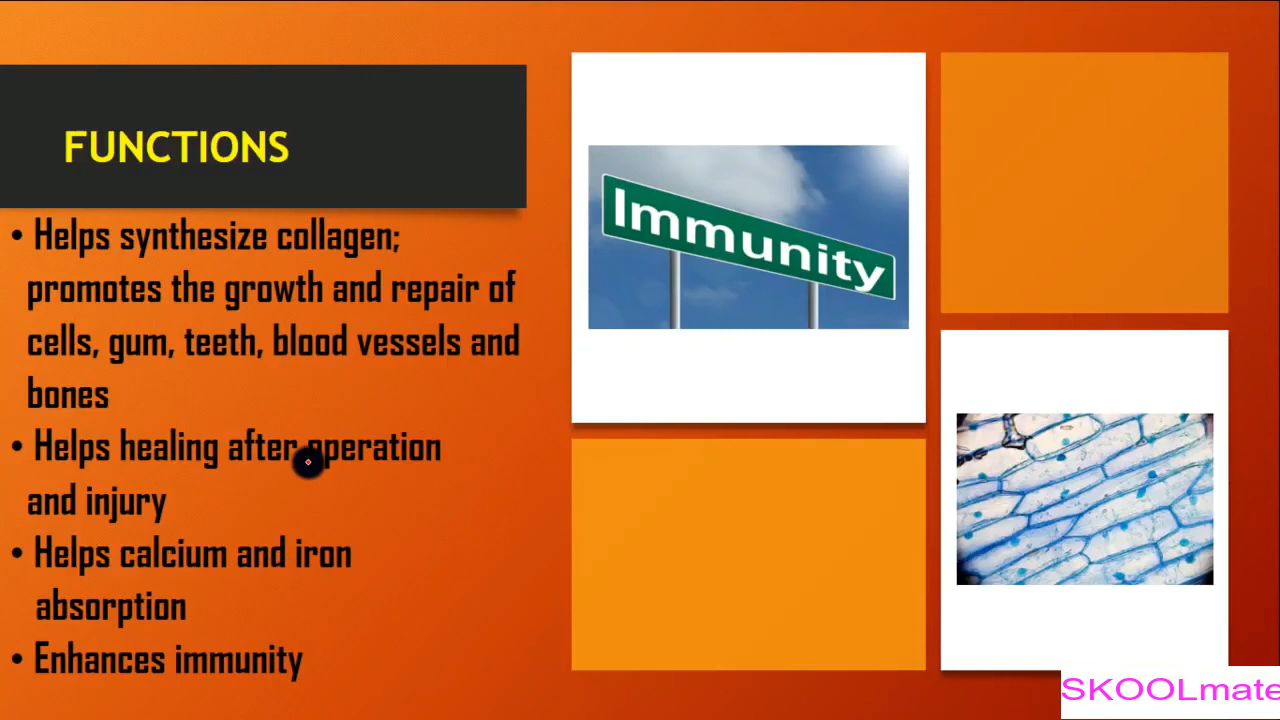 FUNCTIONS
• Helps synthesize collagen;
promotes the growth and repair of
cells, gum, teeth, blood vessels and
bones
• Helps healing after operation
and injury
• Helps calcium and iron
absorption
• Enhances immunity
Immunity
SKOOLmate